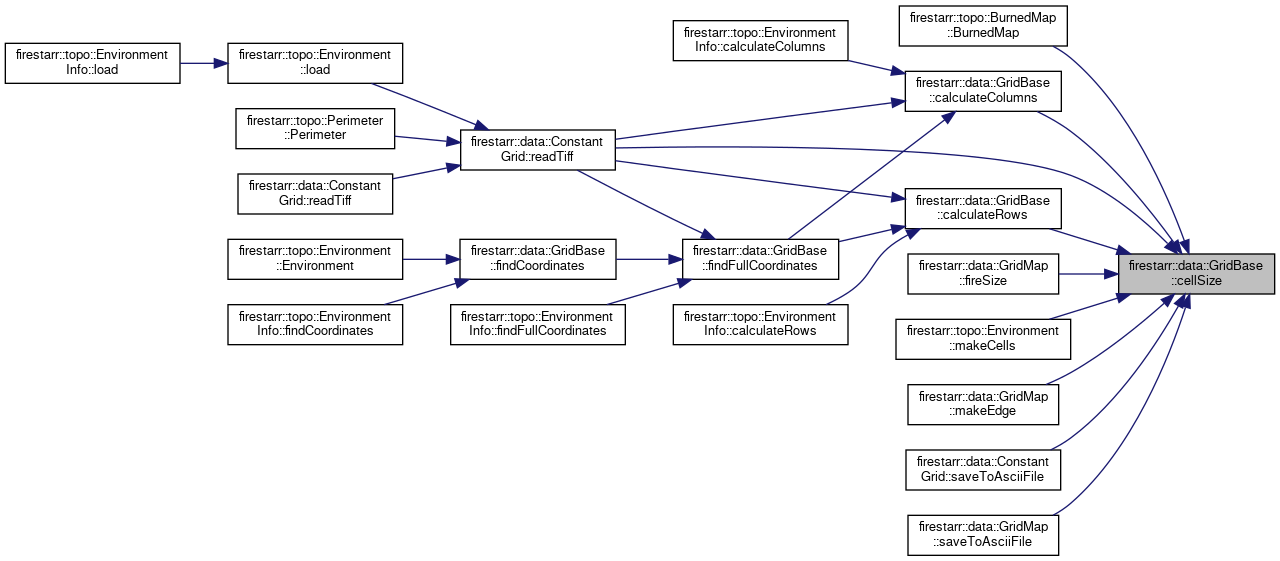 firestarr::topo::Environment
Info::load
firestarr::topo::Environment
::load
firestarr::topo::Perimeter
::Perimeter
firestarr::data::Constant
Grid::readTiff
firestarr::topo::Environment
::Environment
firestarr::topo::Environment
Info::findCoordinates
firestarr::data::Constant
Grid::readTiff
firestarr::data::GridBase
::findCoordinates
firestarr::topo::Environment
Info::findFullCoordinates
firestarr::topo::Environment
Info::calculateColumns
firestarr::data::GridBase
::findFullCoordinates
firestarr::topo::Environment
Info::calculateRows
firestarr::topo::BurnedMap
::BurnedMap
firestarr::data::GridBase
::calculateColumns
firestarr::data::GridBase
::calculateRows
firestarr::data::GridMap
::fireSize
firestarr::topo::Environment
::makeCells
firestarr::data::GridMap
::makeEdge
firestarr::data::Constant
Grid::saveToAsciiFile
firestarr::data::GridMap
::saveToAsciiFile
firestarr::data::GridBase
::cellSize